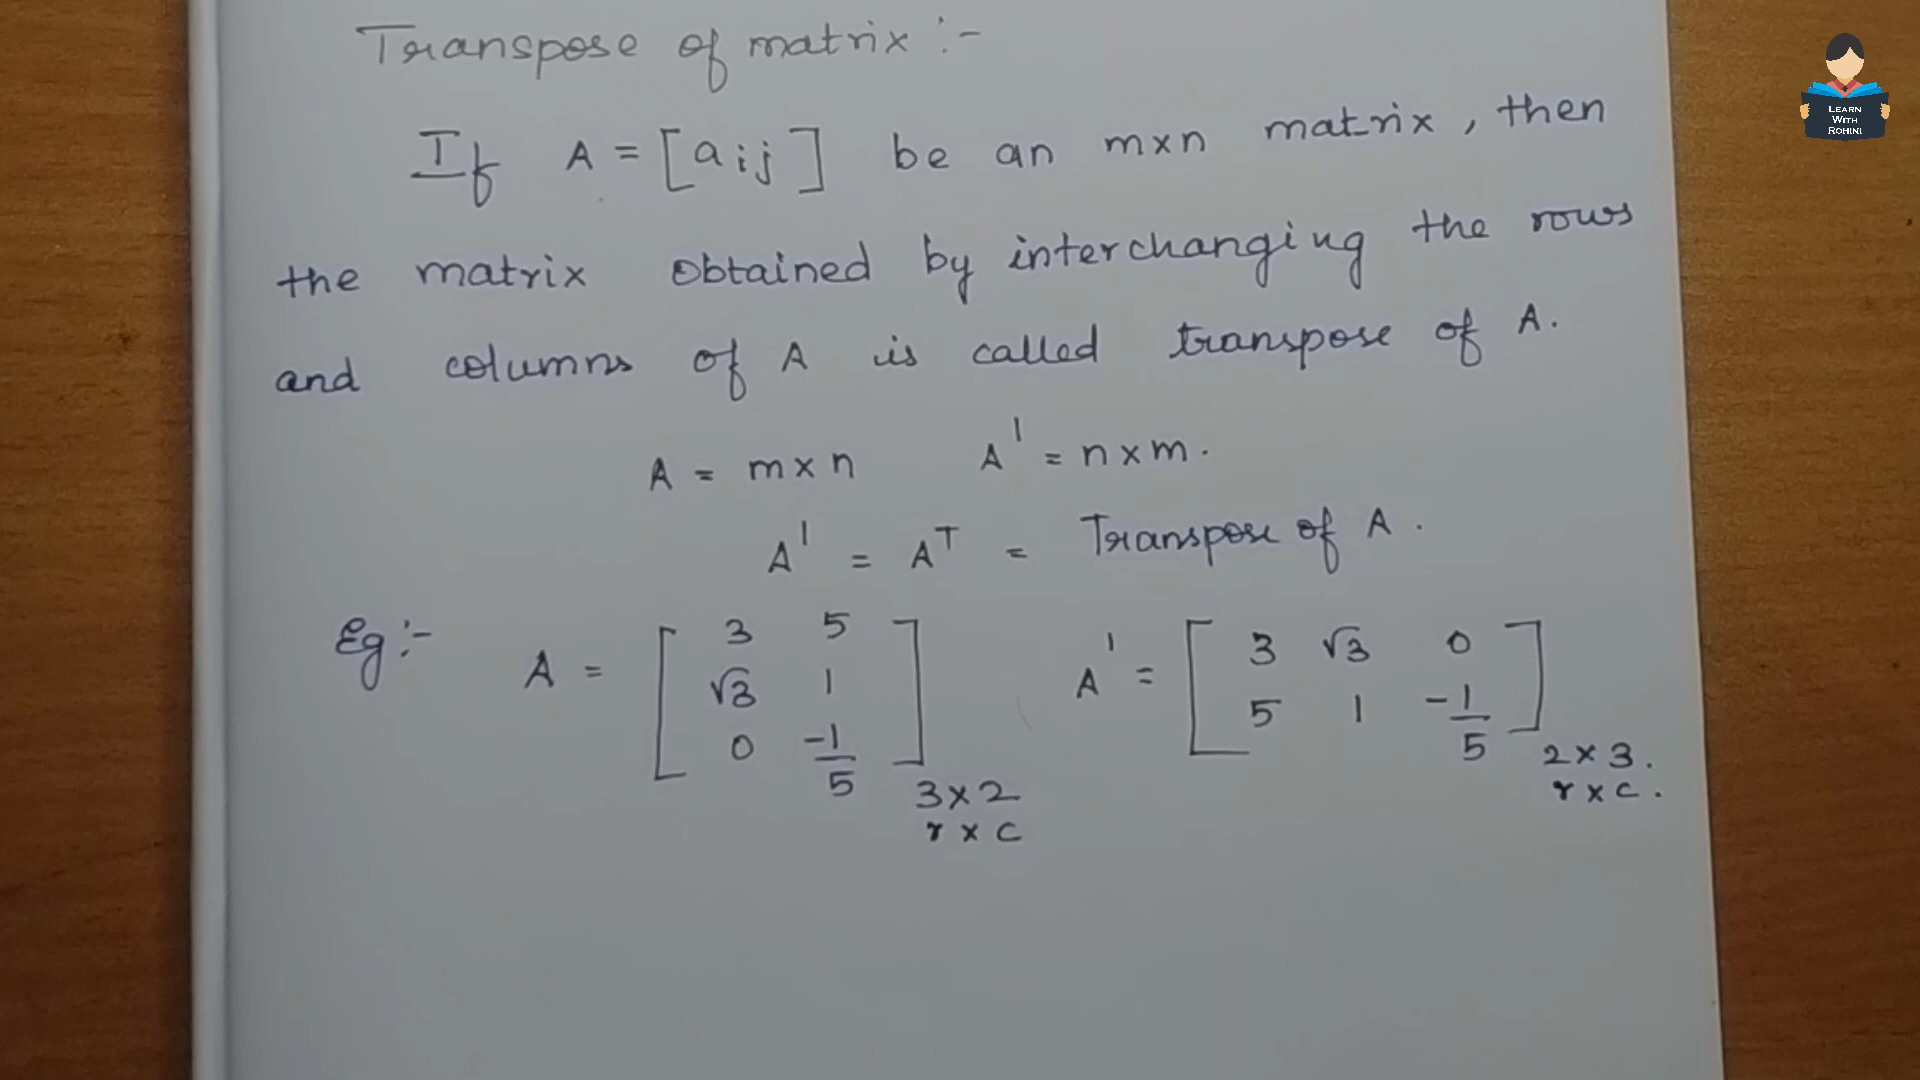 Transpose of matrix :-
If A = [aij] be an m×n matrix, then
the matrix obtained by interchanging the rows
and columns of A is called transpose of A.
A = m×n A' = n×m.
A' = A^T = Transpose of A.
Eg :- A = [ 3 5 A' = [ 3 √3 0
√3 1 5 1 -1/5 ] 2×3.
0 -1/5 ] 3×2 r×c.
r×c
LEARN
WITH
ROHINI